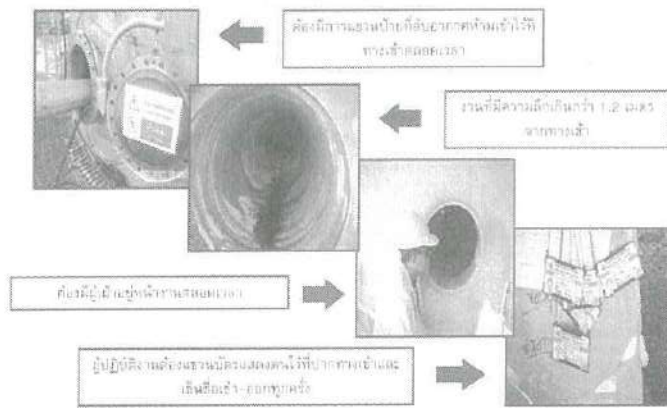 ต้องมีการแขวนป้ายที่อับอากาศห้ามเข้าไว้ที่
ทางเข้าตลอดเวลา
งานที่มีความลึกเกินกว่า 1.2 เมตร
จากทางเข้า
ต้องมีผู้เฝ้าอยู่หน้างานตลอดเวลา
ผู้ปฏิบัติงานต้องแขวนบัตรแสดงตนไว้ที่ปากทางเข้าและ
เซ็นชื่อเข้า-ออกทุกครั้ง